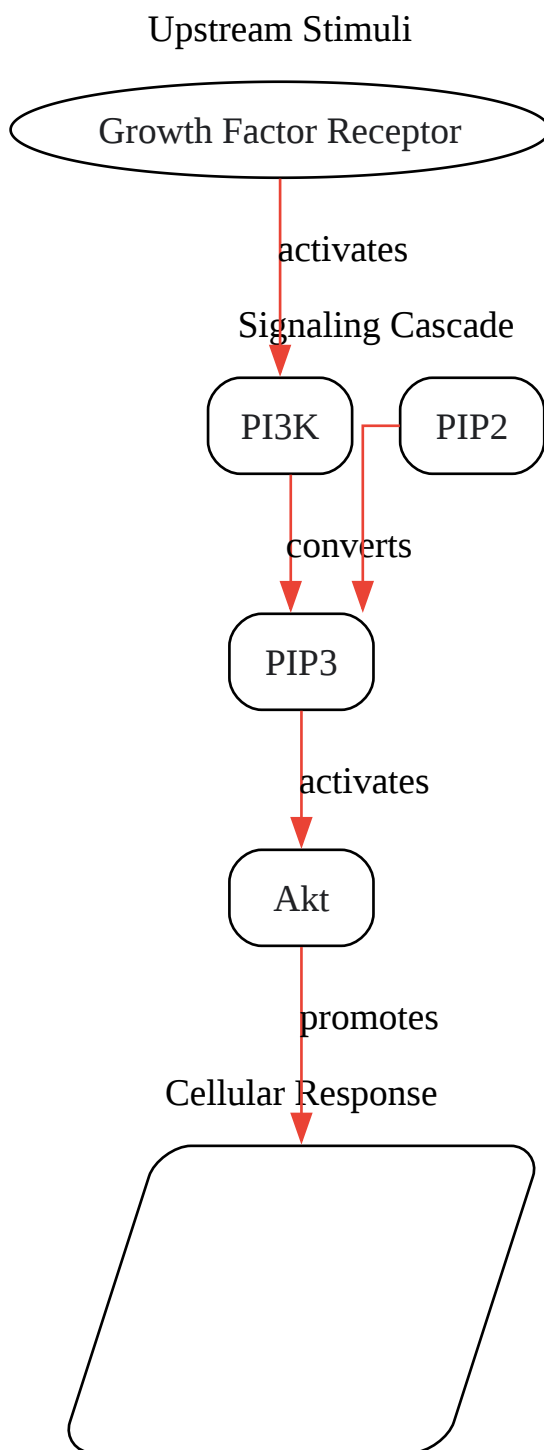 Upstream Stimuli
Growth Factor Receptor
activates
Signaling Cascade
PI3K
PIP2
converts
PIP3
activates
Akt
promotes
Cellular Response